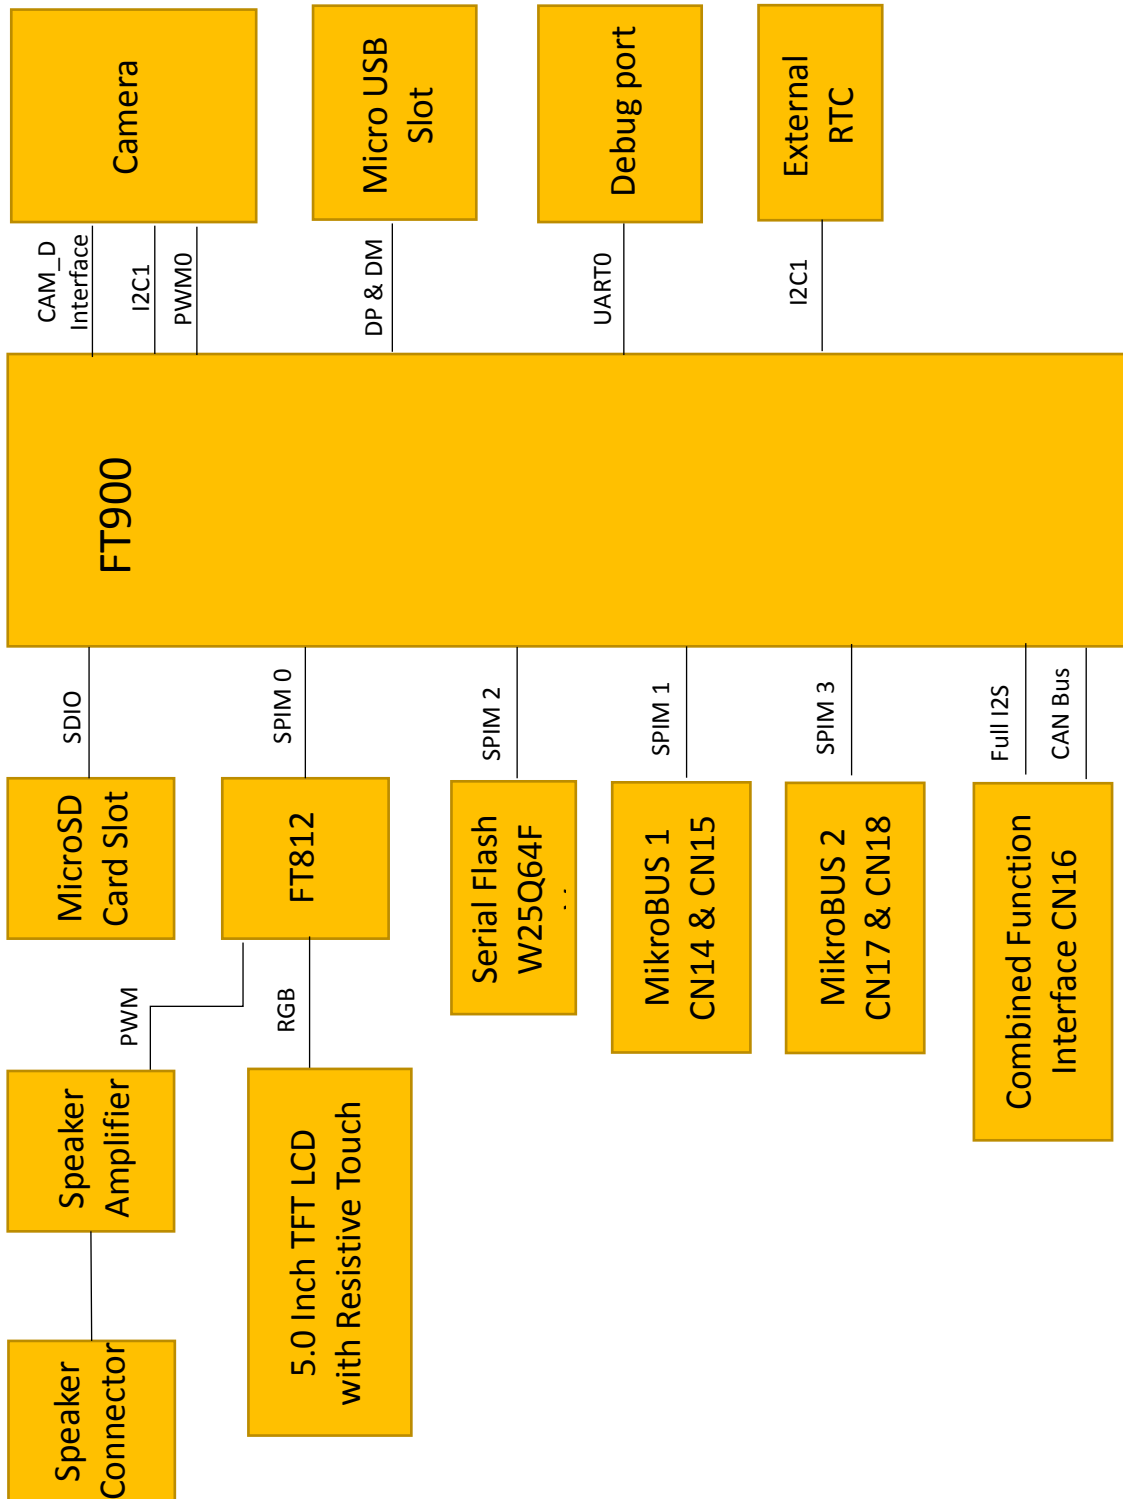 Speaker
Connector
Speaker
Amplifier
PWM
MicroSD
Card Slot
SDIO
FT900
CAM_D
Interface
I2C1
PWM0
Camera
5.0 Inch TFT LCD
with Resistive Touch
RGB
FT812
SPIM 0
DP & DM
Micro USB
Slot
Serial Flash
W25Q64F
SPIM 2
UART0
Debug port
MikroBUS 1
CN14 & CN15
SPIM 1
I2C1
External
RTC
MikroBUS 2
CN17 & CN18
SPIM 3
Combined Function
Interface CN16
Full I2S
CAN Bus